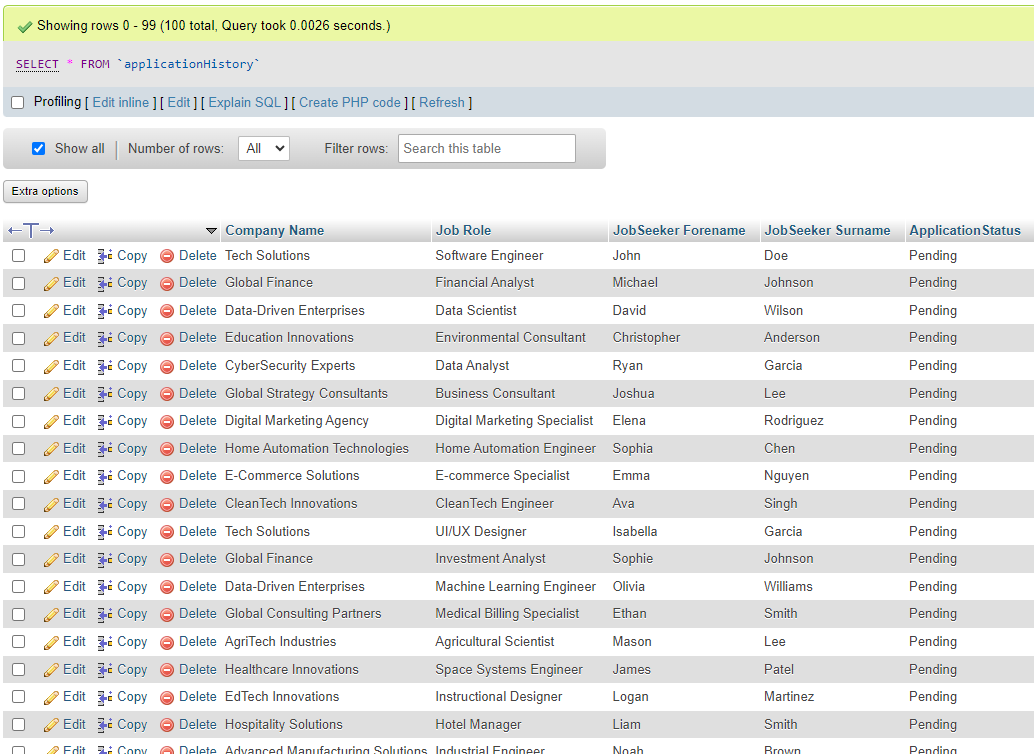 Showing rows 0 - 99 (100 total, Query took 0.0026 seconds.)
SELECT * FROM `applicationHistory`
Profiling [ Edit inline ] [ Edit ] [ Explain SQL ] [ Create PHP code ] [ Refresh ]
Show all Number of rows: All Filter rows: Search this table
Extra options
←T→ Company Name Job Role JobSeeker Forename JobSeeker Surname ApplicationStatus
Edit Copy Delete Tech Solutions Software Engineer John Doe Pending
Edit Copy Delete Global Finance Financial Analyst Michael Johnson Pending
Edit Copy Delete Data-Driven Enterprises Data Scientist David Wilson Pending
Edit Copy Delete Education Innovations Environmental Consultant Christopher Anderson Pending
Edit Copy Delete CyberSecurity Experts Data Analyst Ryan Garcia Pending
Edit Copy Delete Global Strategy Consultants Business Consultant Joshua Lee Pending
Edit Copy Delete Digital Marketing Agency Digital Marketing Specialist Elena Rodriguez Pending
Edit Copy Delete Home Automation Technologies Home Automation Engineer Sophia Chen Pending
Edit Copy Delete E-Commerce Solutions E-commerce Specialist Emma Nguyen Pending
Edit Copy Delete CleanTech Innovations CleanTech Engineer Ava Singh Pending
Edit Copy Delete Tech Solutions UI/UX Designer Isabella Garcia Pending
Edit Copy Delete Global Finance Investment Analyst Sophie Johnson Pending
Edit Copy Delete Data-Driven Enterprises Machine Learning Engineer Olivia Williams Pending
Edit Copy Delete Global Consulting Partners Medical Billing Specialist Ethan Smith Pending
Edit Copy Delete AgriTech Industries Agricultural Scientist Mason Lee Pending
Edit Copy Delete Healthcare Innovations Space Systems Engineer James Patel Pending
Edit Copy Delete EdTech Innovations Instructional Designer Logan Martinez Pending
Edit Copy Delete Hospitality Solutions Hotel Manager Liam Smith Pending
Edit Copy Delete Advanced Manufacturing Solutions Industrial Engineer Noah Brown Pending